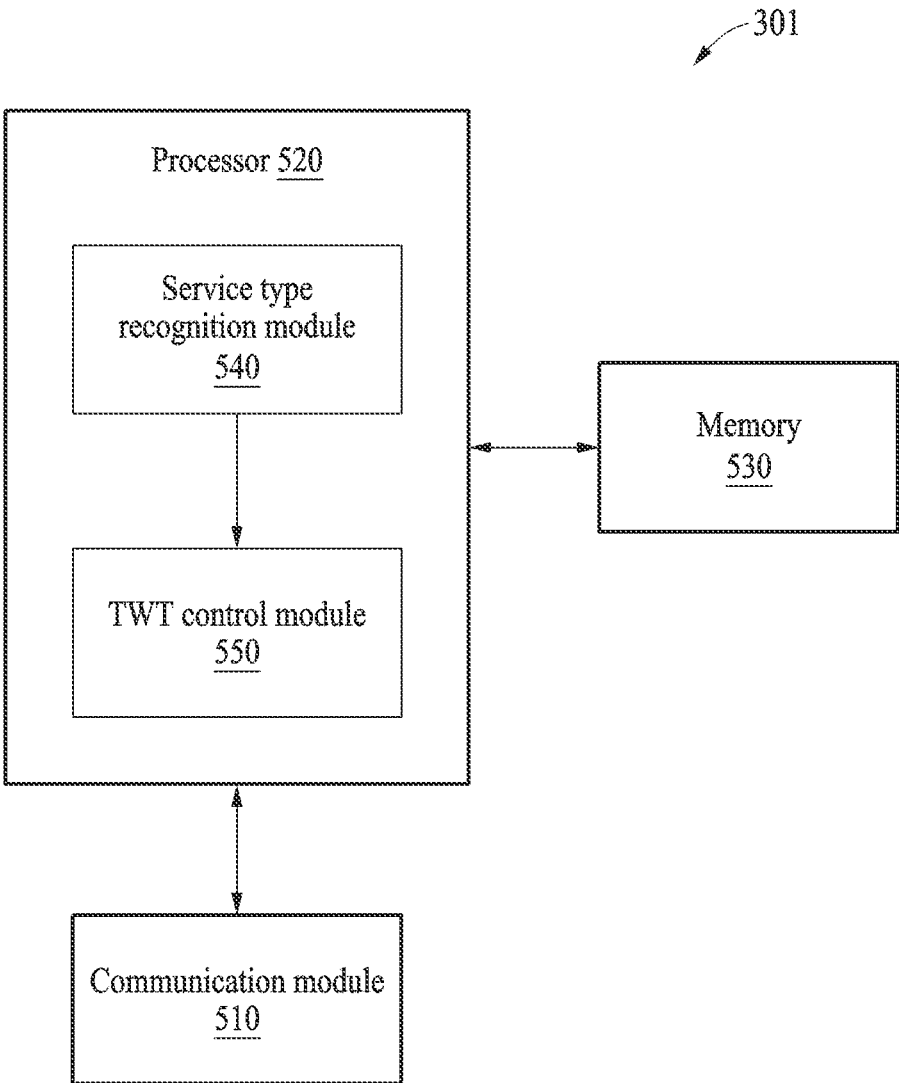 301
Processor 520
Service type
recognition module
540
Memory
530
TWT control module
550
Communication module
510